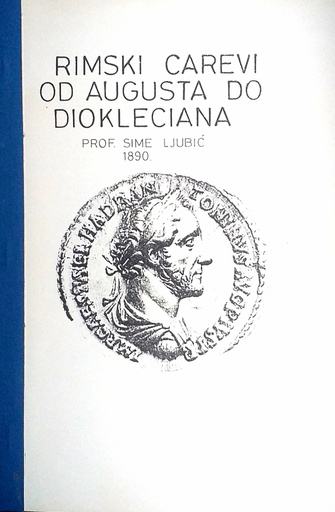 RIMSKI CAREVI
OD AUGUSTA DO
DIOKLECIANA
PROF. SIME LJUBIĆ
1890.